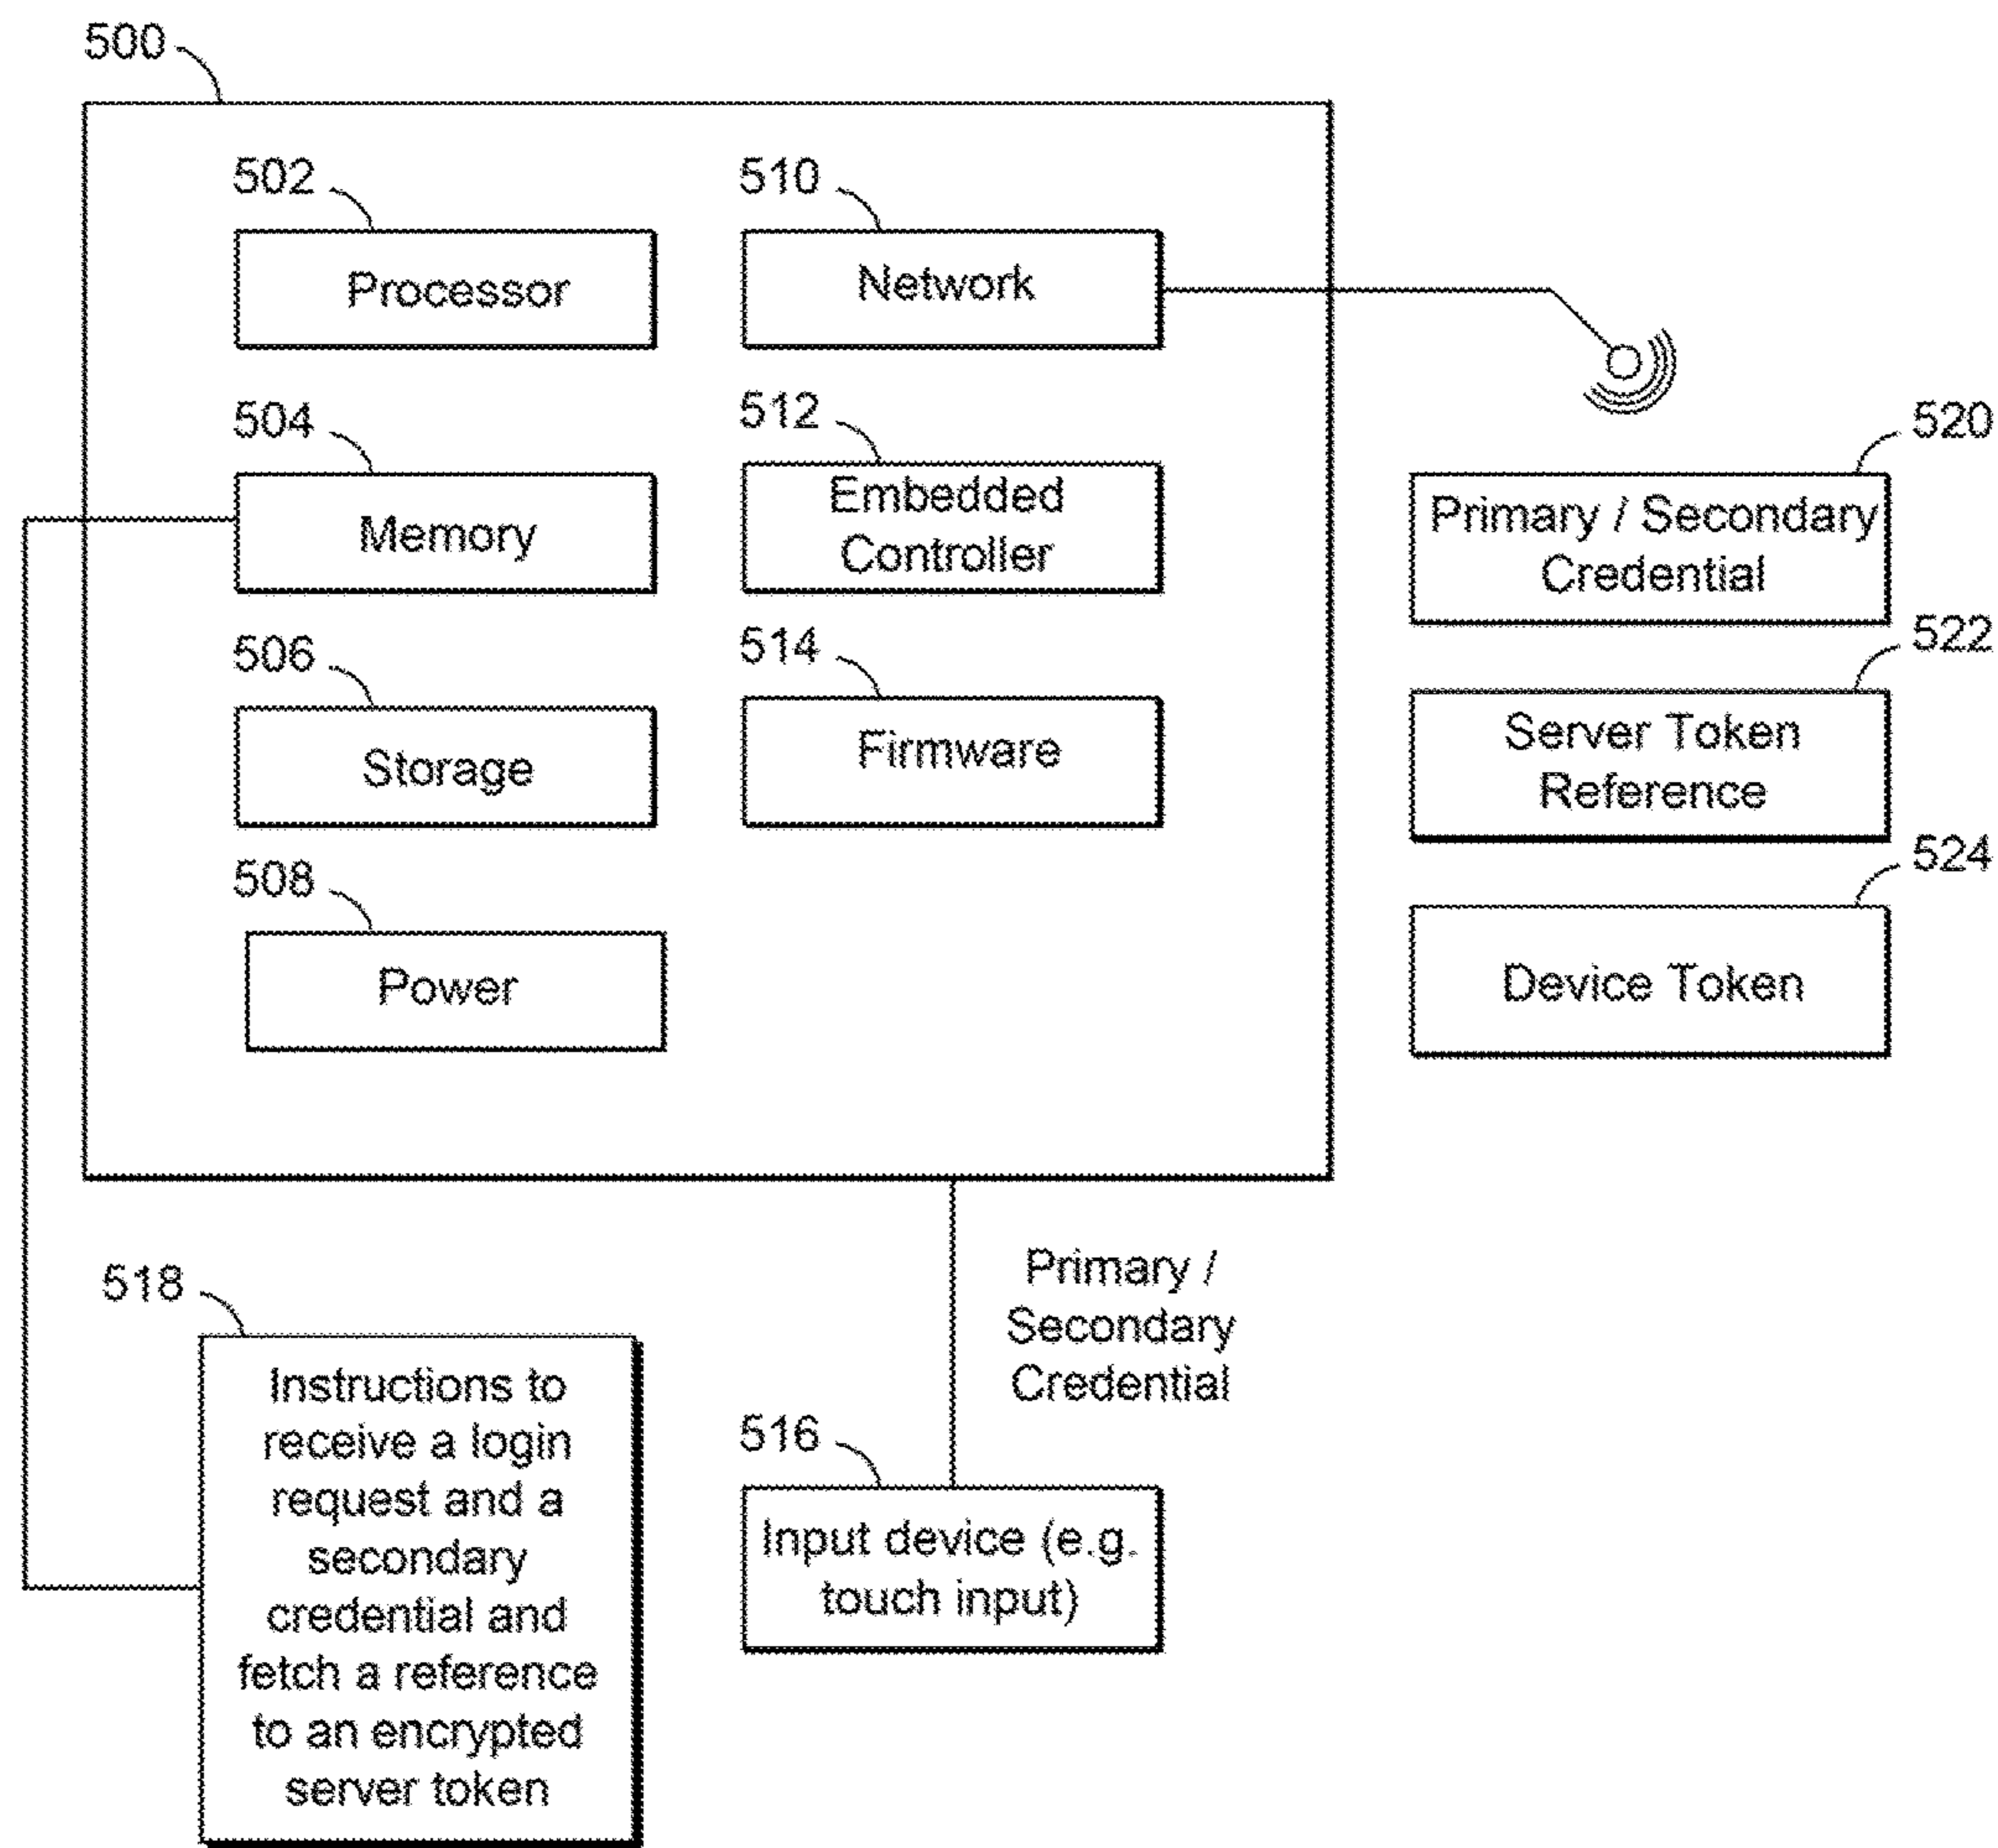 500
502
Processor
510
Network
504
Memory
512
Embedded
Controller
520
Primary / Secondary
Credential
506
Storage
514
Firmware
522
Server Token
Reference
508
Power
524
Device Token
518
Instructions to
receive a login
request and a
secondary
credential and
fetch a reference
to an encrypted
server token
Primary /
Secondary
Credential
516
Input device (e.g.
touch input)